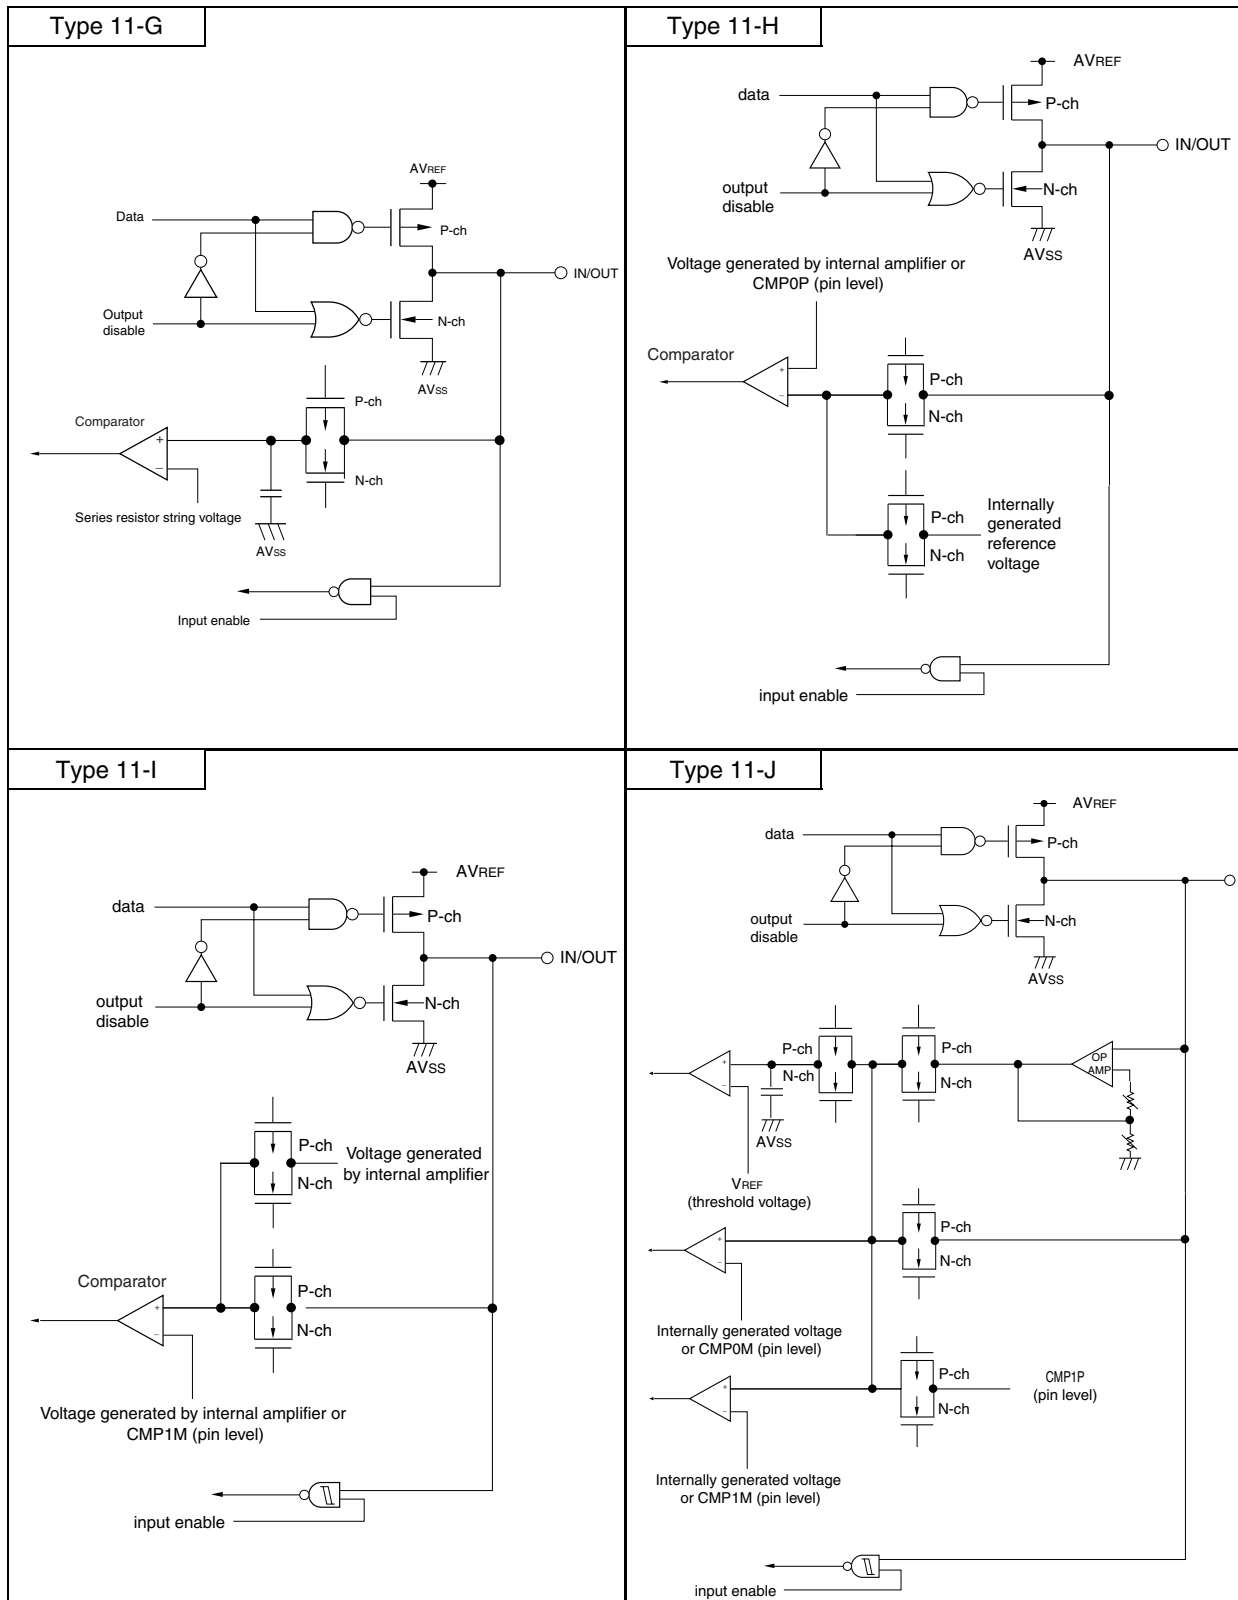 Type 11-G
AVREF
Data
P-ch
IN/OUT
Output
disable
N-ch
AVSS
P-ch
Comparator
+
–
N-ch
Series resistor string voltage
AVSS
Input enable
Type 11-H
AVREF
data
P-ch
IN/OUT
output
disable
N-ch
AVSS
Voltage generated by internal amplifier or
CMP0P (pin level)
Comparator
+
–
P-ch
N-ch
P-ch
N-ch
Internally
generated
reference
voltage
input enable
Type 11-I
AVREF
data
P-ch
IN/OUT
output
disable
N-ch
AVSS
P-ch
N-ch
Voltage generated
by internal amplifier
Comparator
+
–
P-ch
N-ch
Voltage generated by internal amplifier or
CMP1M (pin level)
input enable
Type 11-J
AVREF
data
P-ch
output
disable
N-ch
AVSS
+
–
P-ch
N-ch
P-ch
N-ch
OP
AMP
AVSS
VREF
(threshold voltage)
+
–
P-ch
N-ch
Internally generated voltage
or CMP0M (pin level)
+
–
P-ch
N-ch
CMP1P
(pin level)
Internally generated voltage
or CMP1M (pin level)
input enable